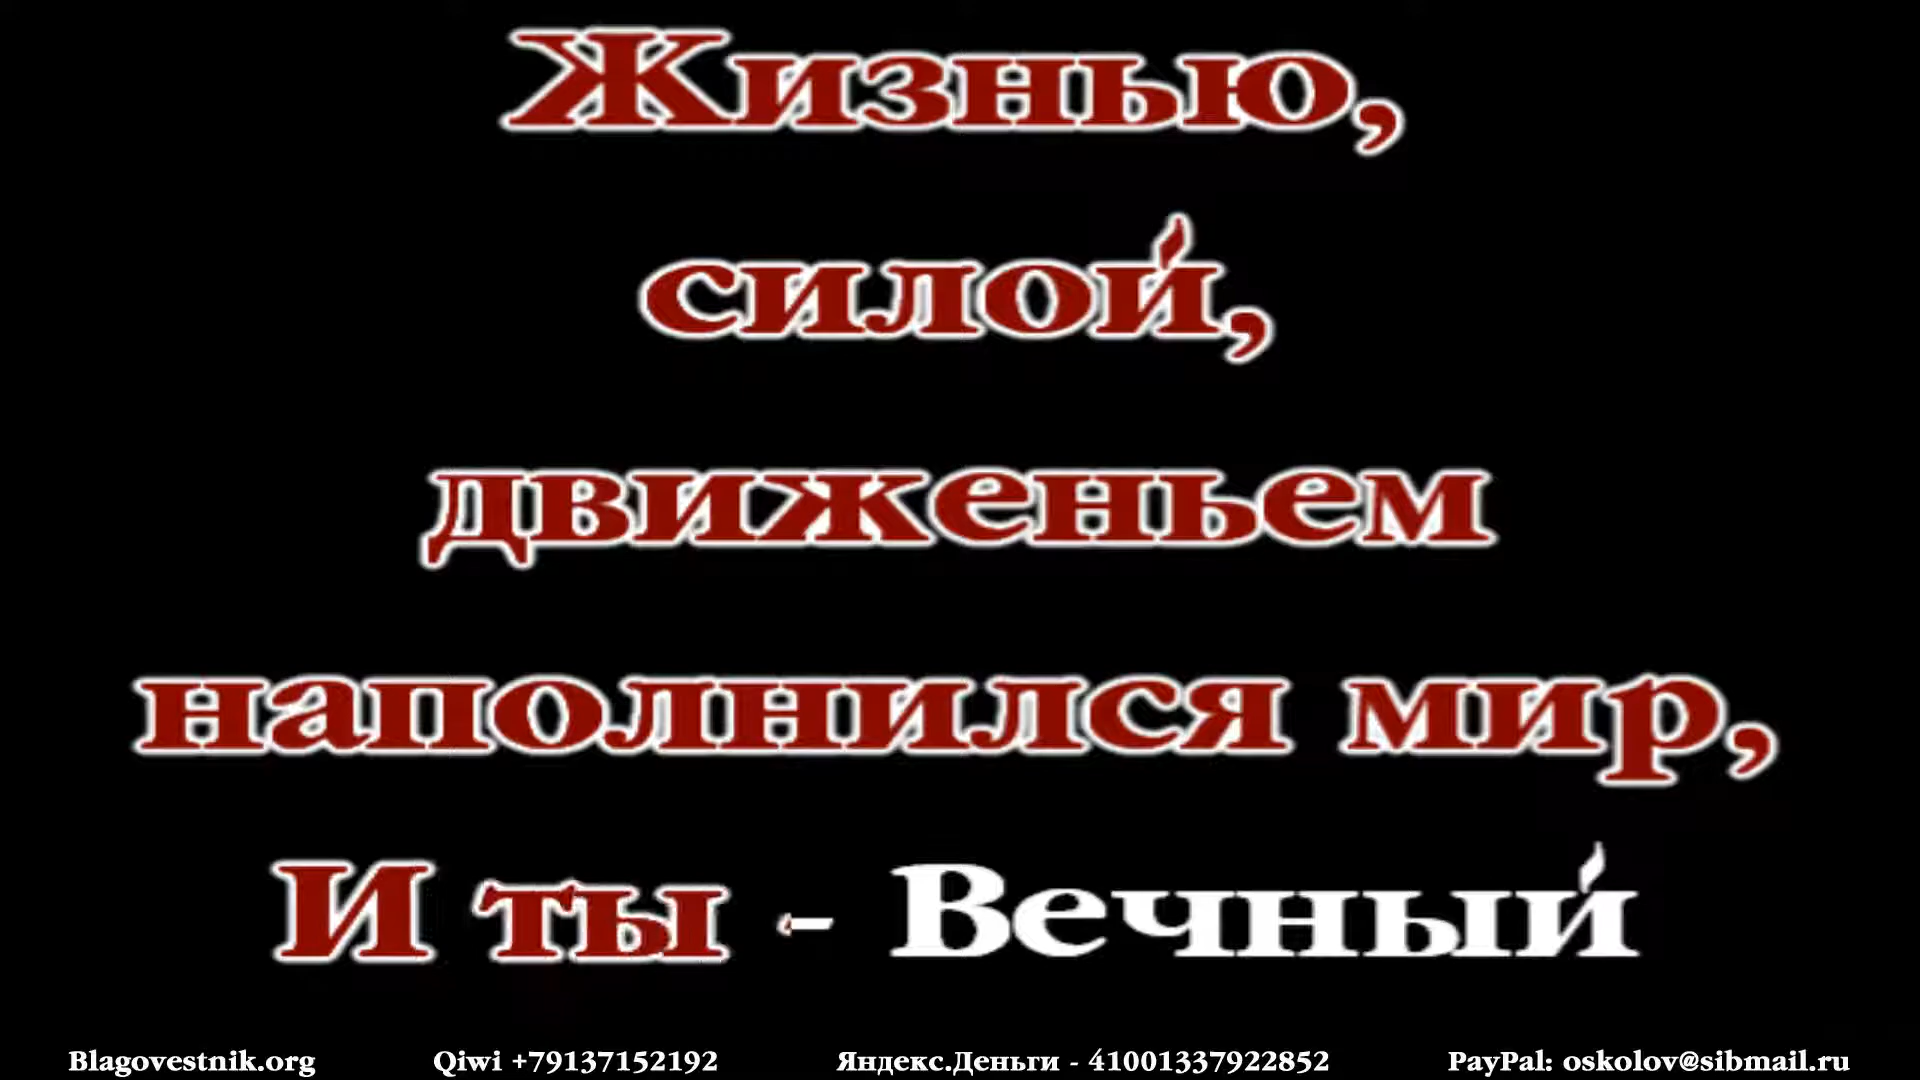 Жизнью,
силой,
движеньем
наполнился мир,
И ты - Вечный
Blagovestnik.org Qiwi +79137152192 Яндекс.Деньги - 41001337922852 PayPal: oskolov@sibmail.ru